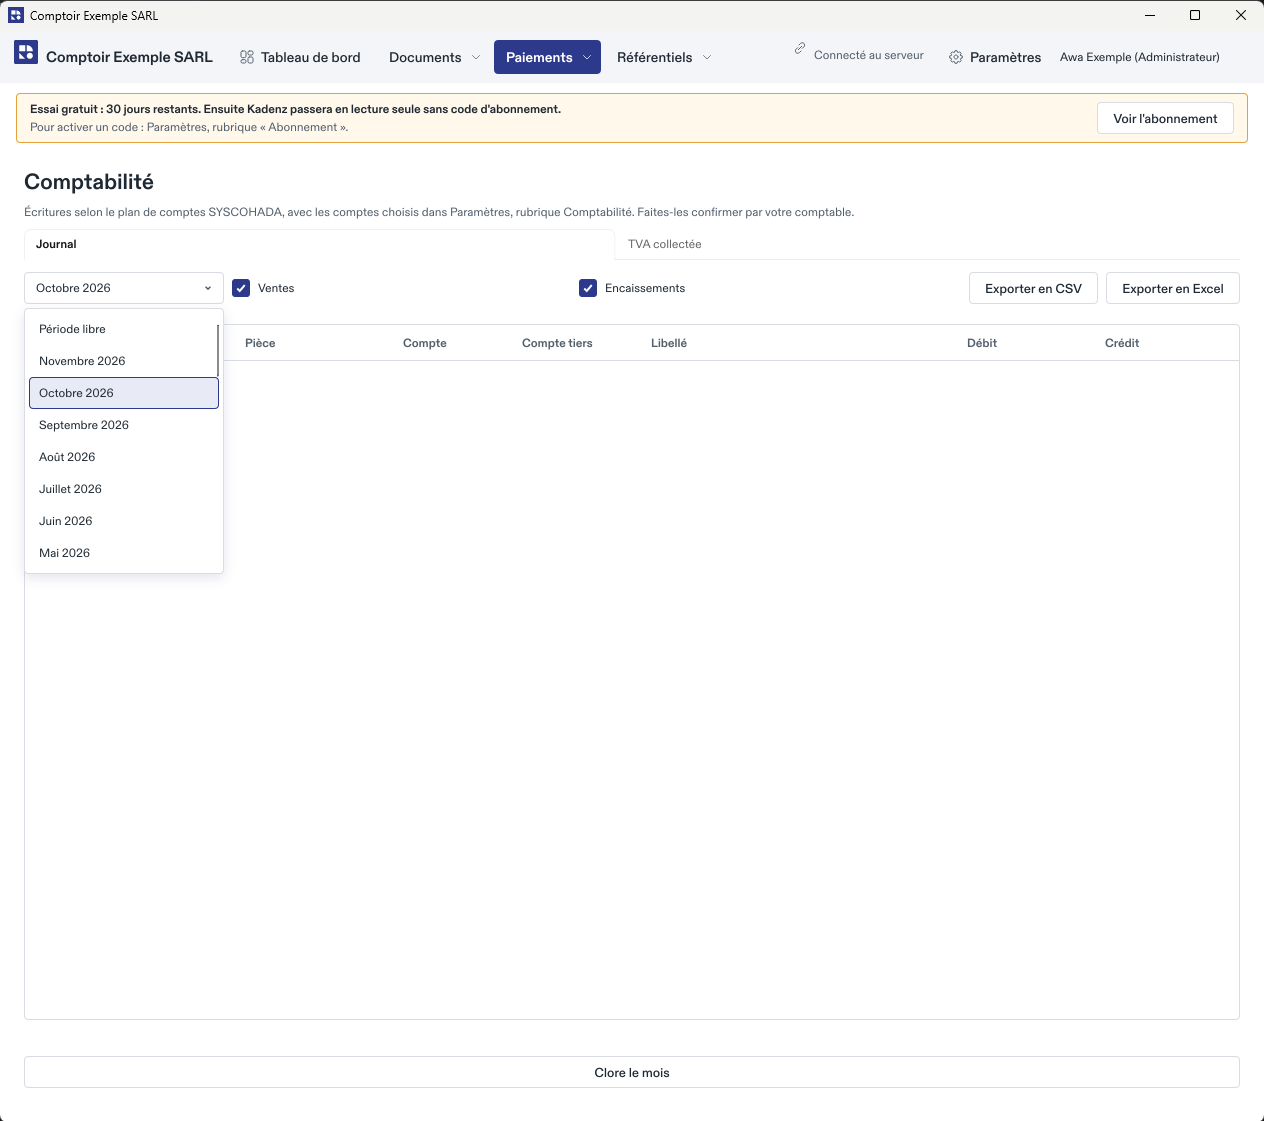 Comptoir Exemple SARL
Comptoir Exemple SARL
Tableau de bord
Documents
Paiements
Référentiels
Connecté au serveur
Paramètres
Awa Exemple (Administrateur)
Essai gratuit : 30 jours restants. Ensuite Kadenz passera en lecture seule sans code d'abonnement.
Pour activer un code : Paramètres, rubrique « Abonnement ».
Voir l'abonnement
Comptabilité
Écritures selon le plan de comptes SYSCOHADA, avec les comptes choisis dans Paramètres, rubrique Comptabilité. Faites-les confirmer par votre comptable.
Journal
TVA collectée
Octobre 2026
Ventes
Encaissements
Exporter en CSV
Exporter en Excel
Pièce
Compte
Compte tiers
Libellé
Débit
Crédit
Période libre
Novembre 2026
Octobre 2026
Septembre 2026
Août 2026
Juillet 2026
Juin 2026
Mai 2026
Clore le mois